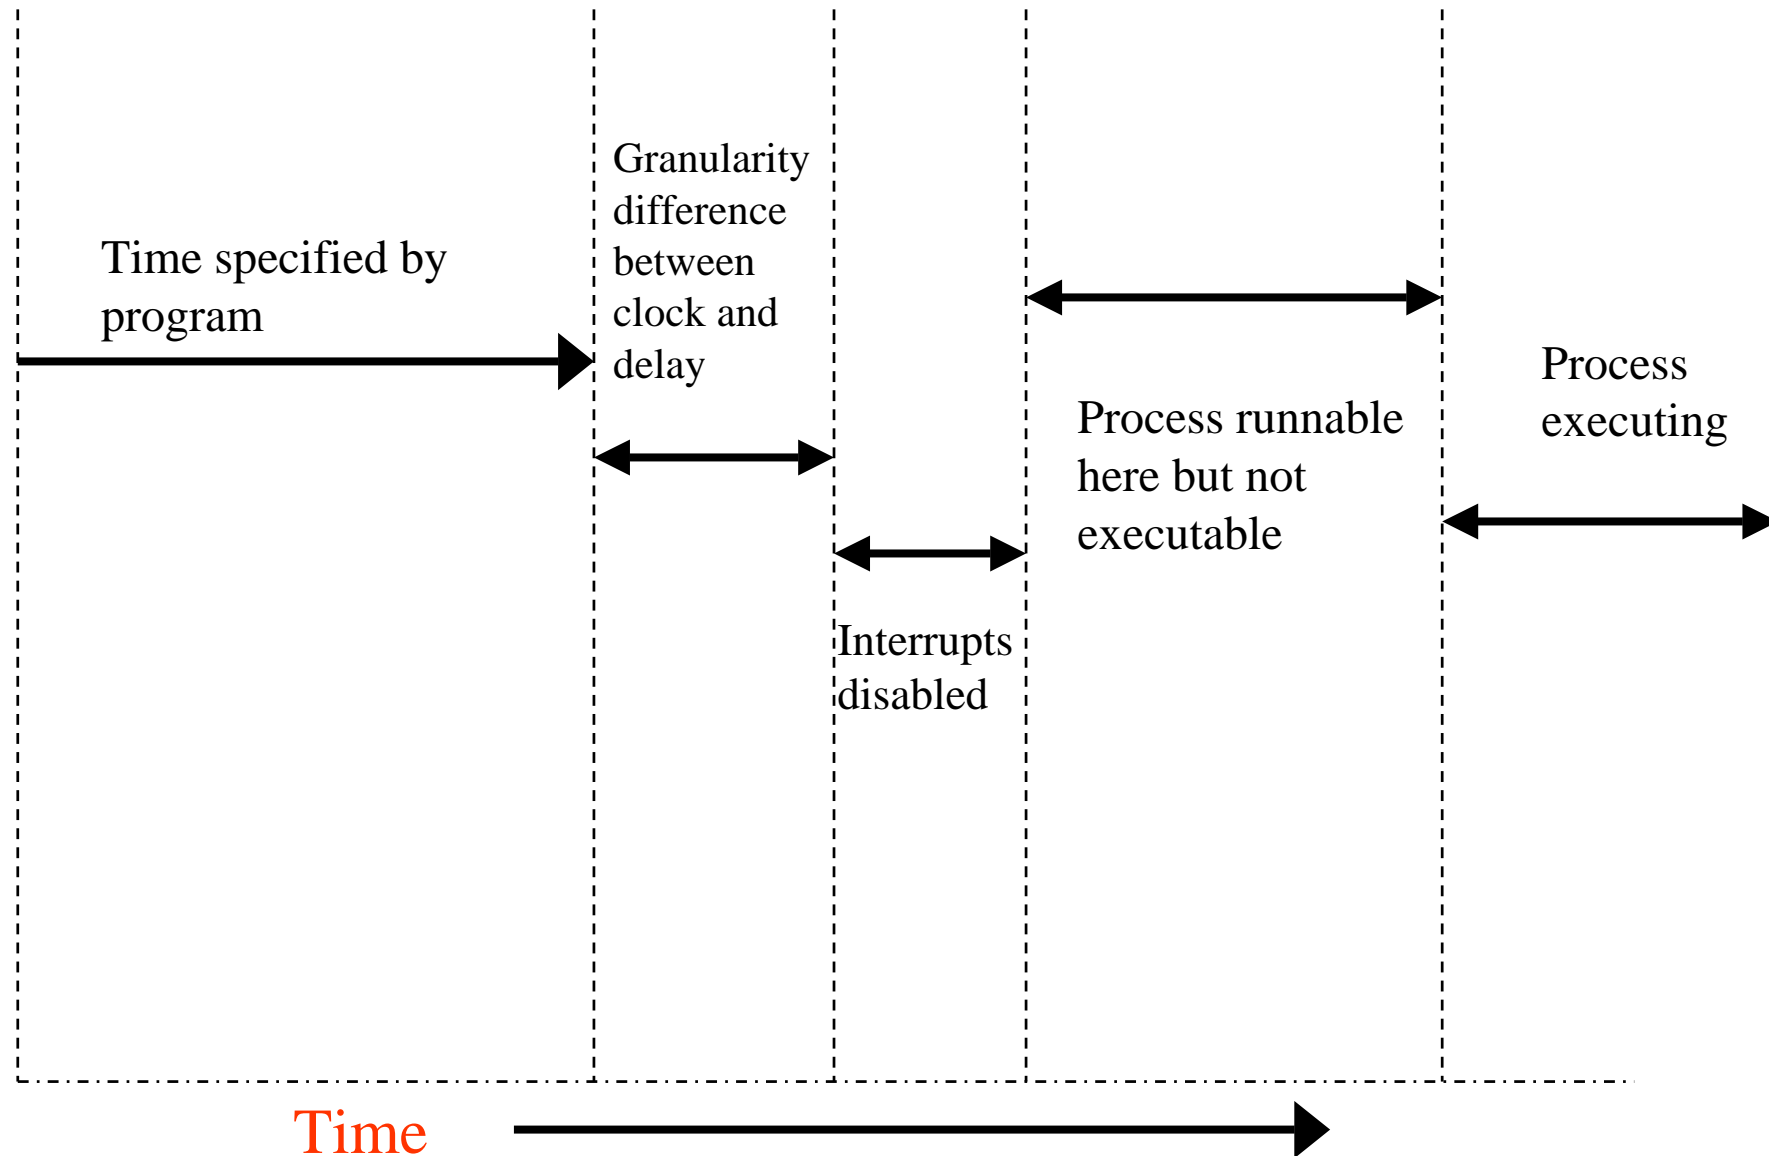 Time specified by
program
Granularity
difference
between
clock and
delay
Interrupts
disabled
Process runnable
here but not
executable
Process
executing
Time